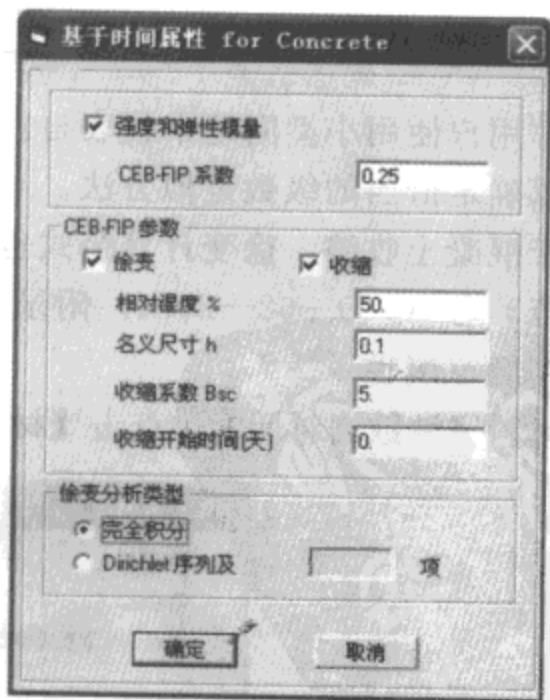 基于时间属性 for Concrete
强度和弹性模量
CEB-FIP 系数 0.25
CEB-FIP 参数
徐变 收缩
相对湿度 % 50.
名义尺寸 h 0.1
收缩系数 Bsc 5.
收缩开始时间(天) 0.
徐变分析类型
完全积分
Dirichlet 序列及 项
确定 取消